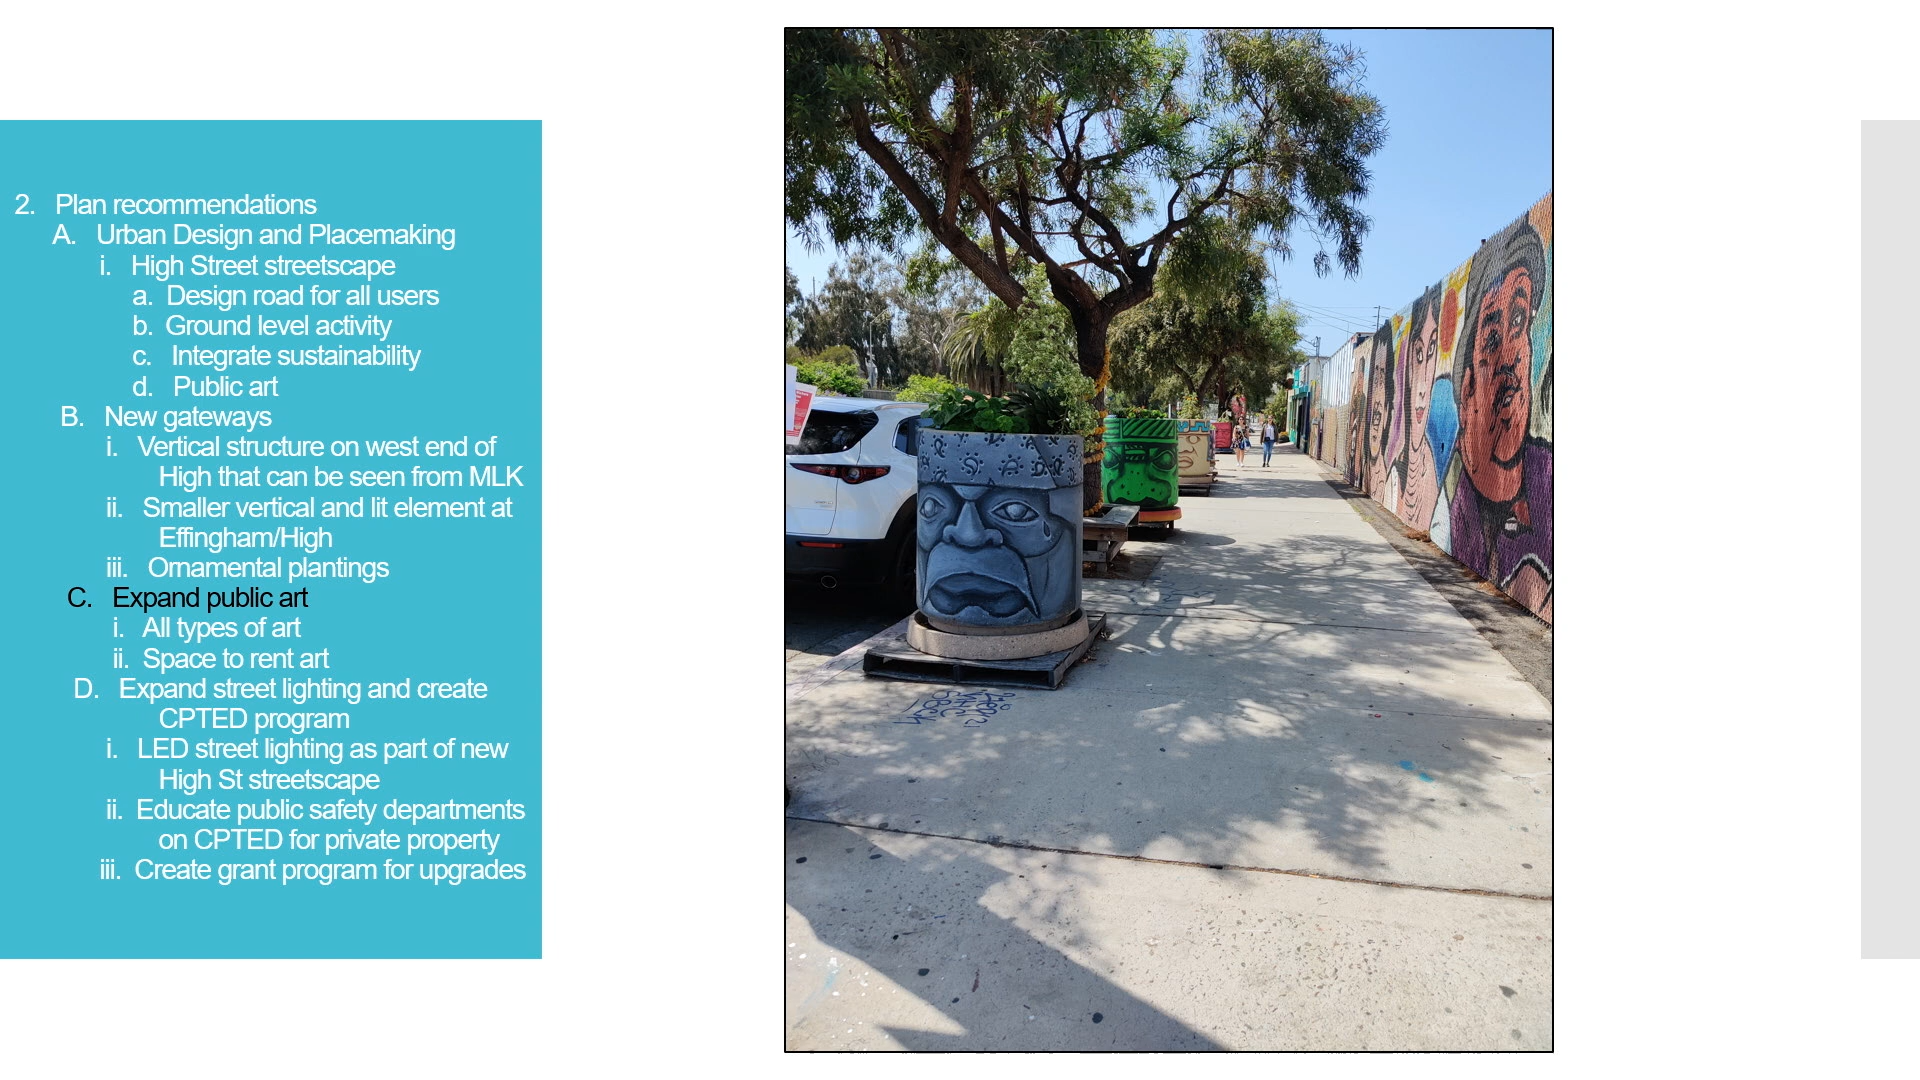 2. Plan recommendations
A. Urban Design and Placemaking
i. High Street streetscape
a. Design road for all users
b. Ground level activity
c. Integrate sustainability
d. Public art
B. New gateways
i. Vertical structure on west end of
High that can be seen from MLK
ii. Smaller vertical and lit element at
Effingham/High
iii. Ornamental plantings
C. Expand public art
i. All types of art
ii. Space to rent art
D. Expand street lighting and create
CPTED program
i. LED street lighting as part of new
High St streetscape
ii. Educate public safety departments
on CPTED for private property
iii. Create grant program for upgrades